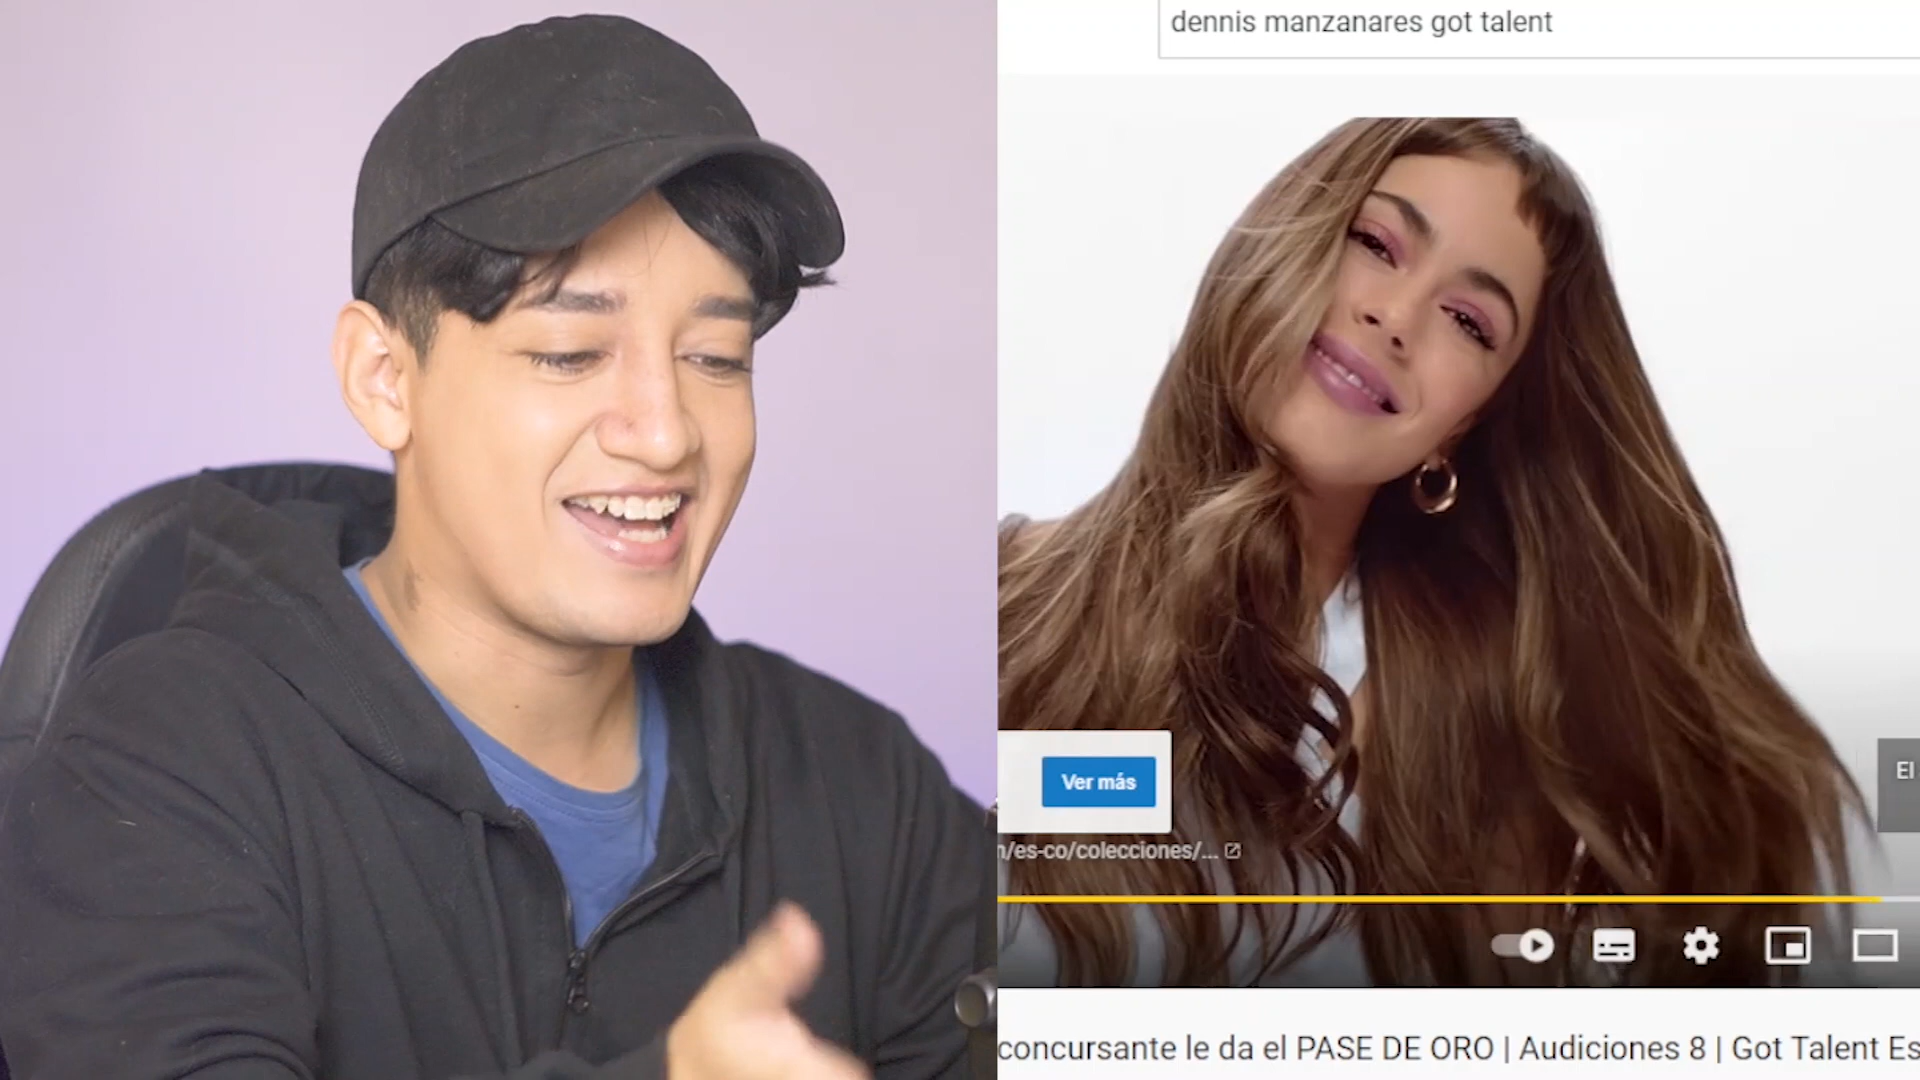 dennis manzanares got talent
Ver más
/es-co/colecciones/...
El
concursante le da el PASE DE ORO | Audiciones 8 | Got Talent Es